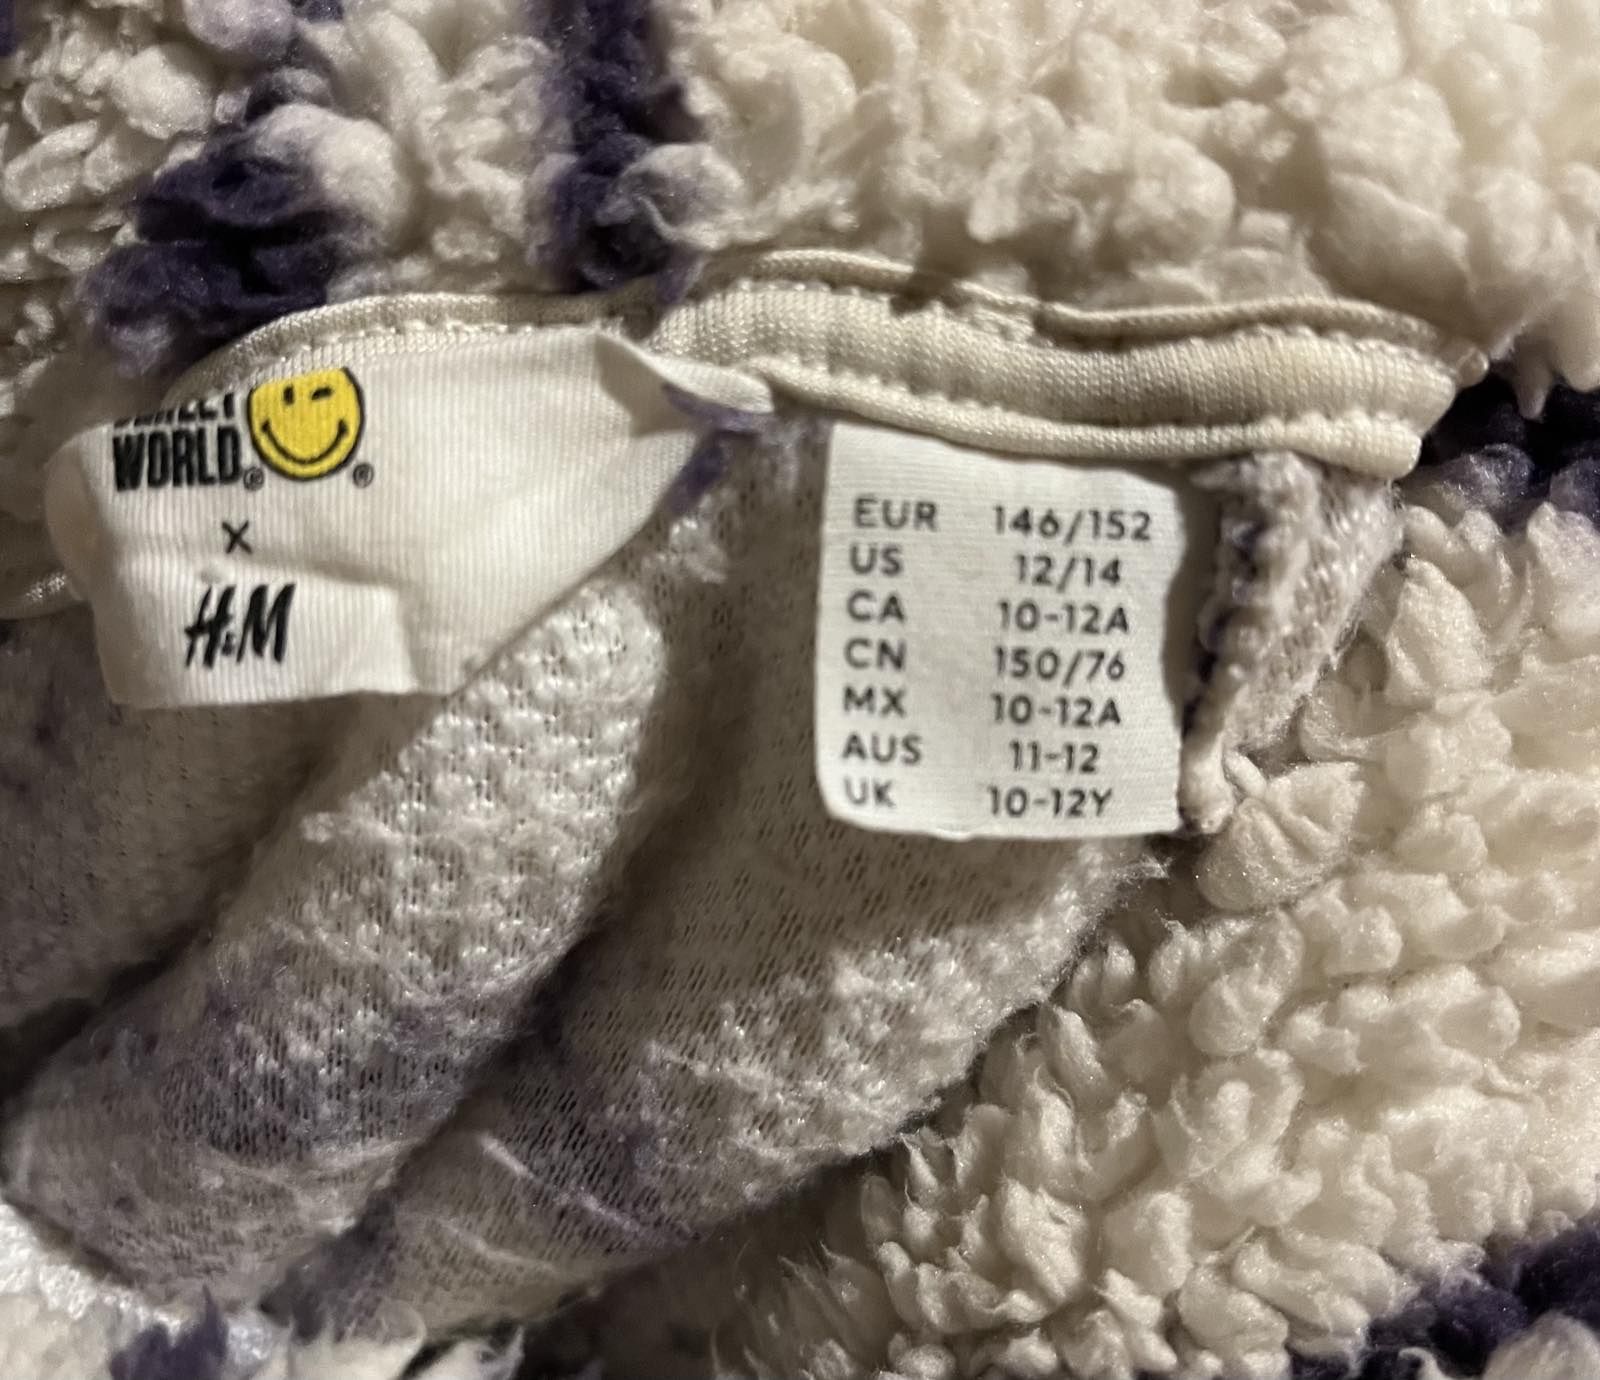 WORLD® ®
x
H&M
EUR 146/152
US 12/14
CA 10-12A
CN 150/76
MX 10-12A
AUS 11-12
UK 10-12Y